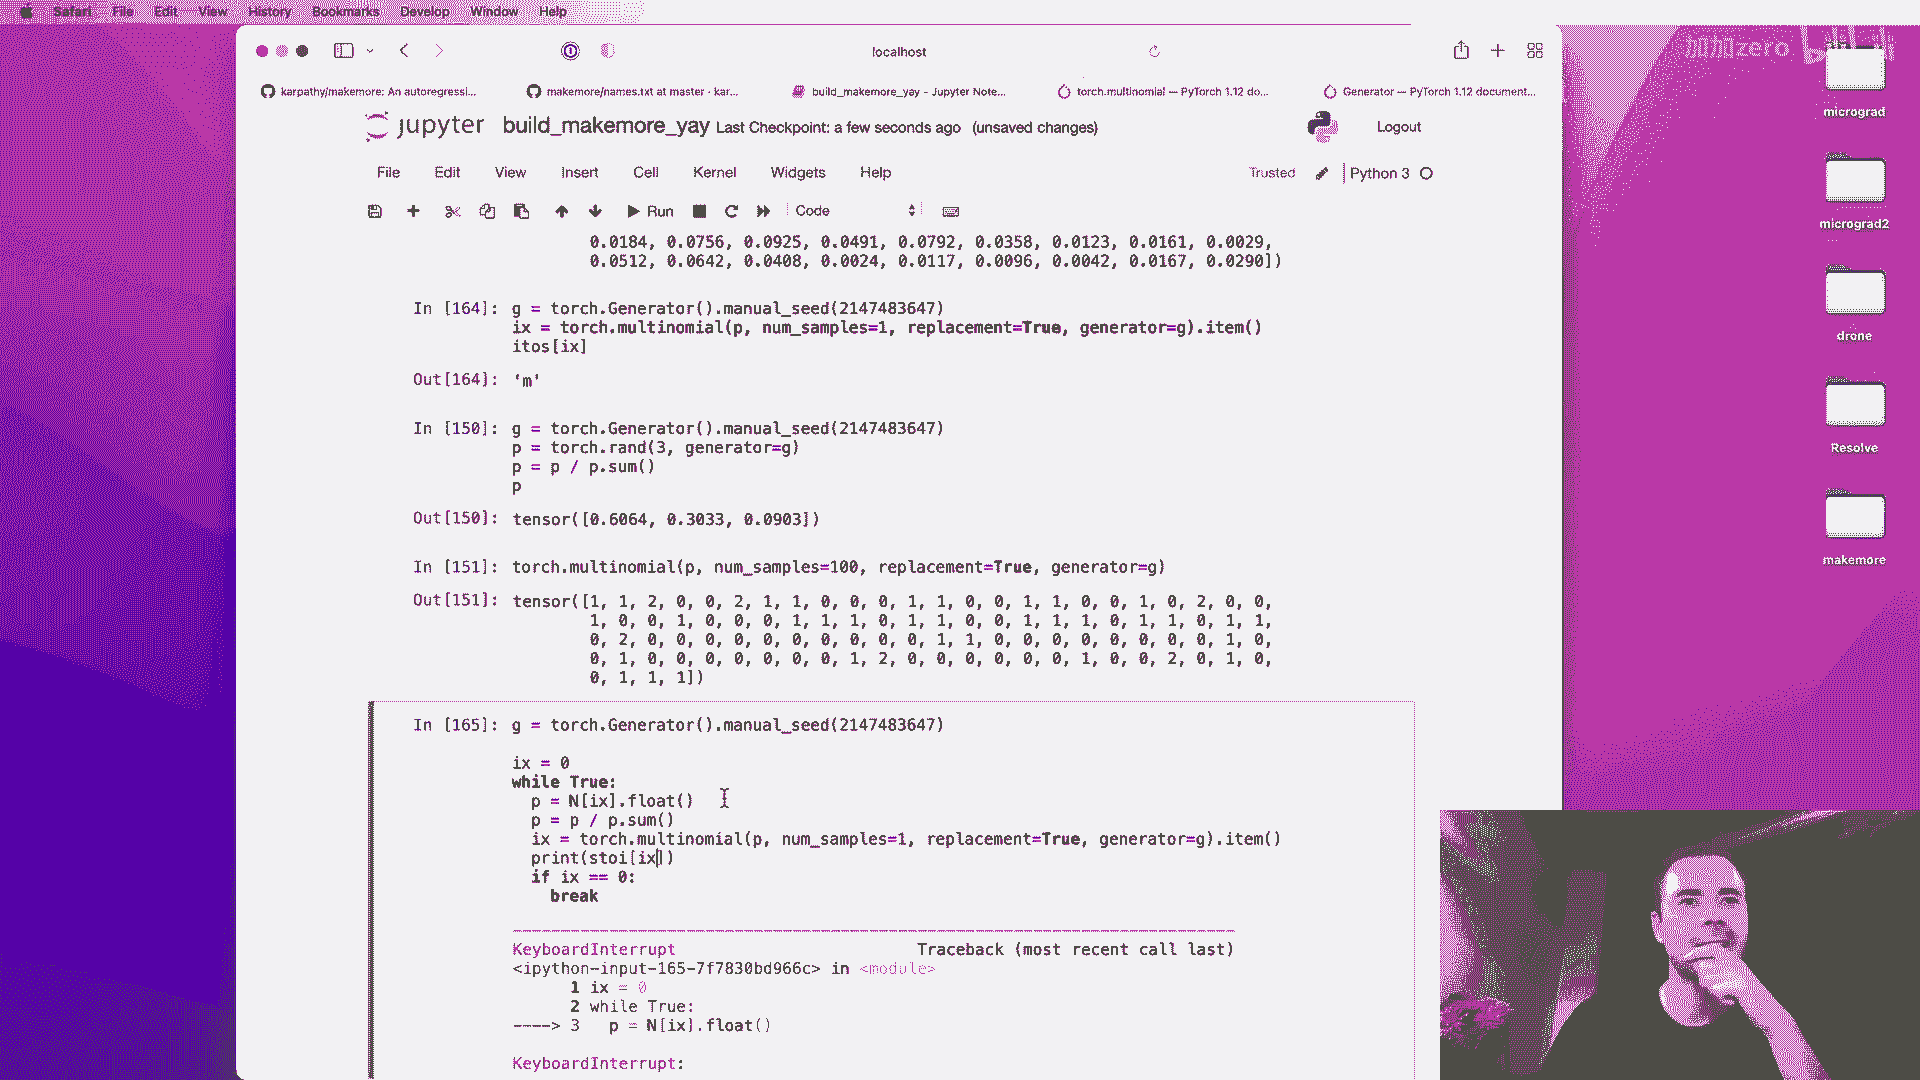 Safari File Edit View History Bookmarks Develop Window Help
localhost
加加zero
karpathy/makemore: An autoregressi...
makemore/names.txt at master · kar...
build_makemore_yay - Jupyter Note...
torch.multinomial — PyTorch 1.12 do...
Generator — PyTorch 1.12 document...
jupyter build_makemore_yay Last Checkpoint: a few seconds ago (unsaved changes)
Logout
File Edit View Insert Cell Kernel Widgets Help
Trusted
Python 3
Run
Code
0.0184, 0.0756, 0.0925, 0.0491, 0.0792, 0.0358, 0.0123, 0.0161, 0.0029,
0.0512, 0.0642, 0.0408, 0.0024, 0.0117, 0.0096, 0.0042, 0.0167, 0.0290])
In [164]: g = torch.Generator().manual_seed(2147483647)
ix = torch.multinomial(p, num_samples=1, replacement=True, generator=g).item()
itos[ix]
Out[164]: 'm'
In [150]: g = torch.Generator().manual_seed(2147483647)
p = torch.rand(3, generator=g)
p = p / p.sum()
p
Out[150]: tensor([0.6064, 0.3033, 0.0903])
In [151]: torch.multinomial(p, num_samples=100, replacement=True, generator=g)
Out[151]: tensor([1, 1, 2, 0, 0, 2, 1, 1, 0, 0, 0, 1, 1, 0, 0, 1, 1, 0, 0, 1, 0, 2, 0, 0,
1, 0, 0, 1, 0, 0, 0, 1, 1, 1, 0, 1, 1, 0, 0, 1, 1, 1, 0, 1, 1, 0, 1, 1,
0, 2, 0, 0, 0, 0, 0, 0, 0, 0, 0, 0, 0, 0, 1, 1, 0, 0, 0, 0, 0, 0, 0, 0, 0, 1, 0,
0, 1, 0, 0, 0, 0, 0, 0, 0, 1, 2, 0, 0, 0, 0, 0, 0, 1, 0, 0, 2, 0, 1, 0,
0, 1, 1, 1])
In [165]: g = torch.Generator().manual_seed(2147483647)
ix = 0
while True:
p = N[ix].float()
p = p / p.sum()
ix = torch.multinomial(p, num_samples=1, replacement=True, generator=g).item()
print(stoi[ix])
if ix == 0:
break
KeyboardInterrupt Traceback (most recent call last)
<ipython-input-165-7f7830bd966c> in <module>
1 ix = 0
2 while True:
----> 3 p = N[ix].float()
KeyboardInterrupt:
micrograd
micrograd2
drone
Resolve
makemore